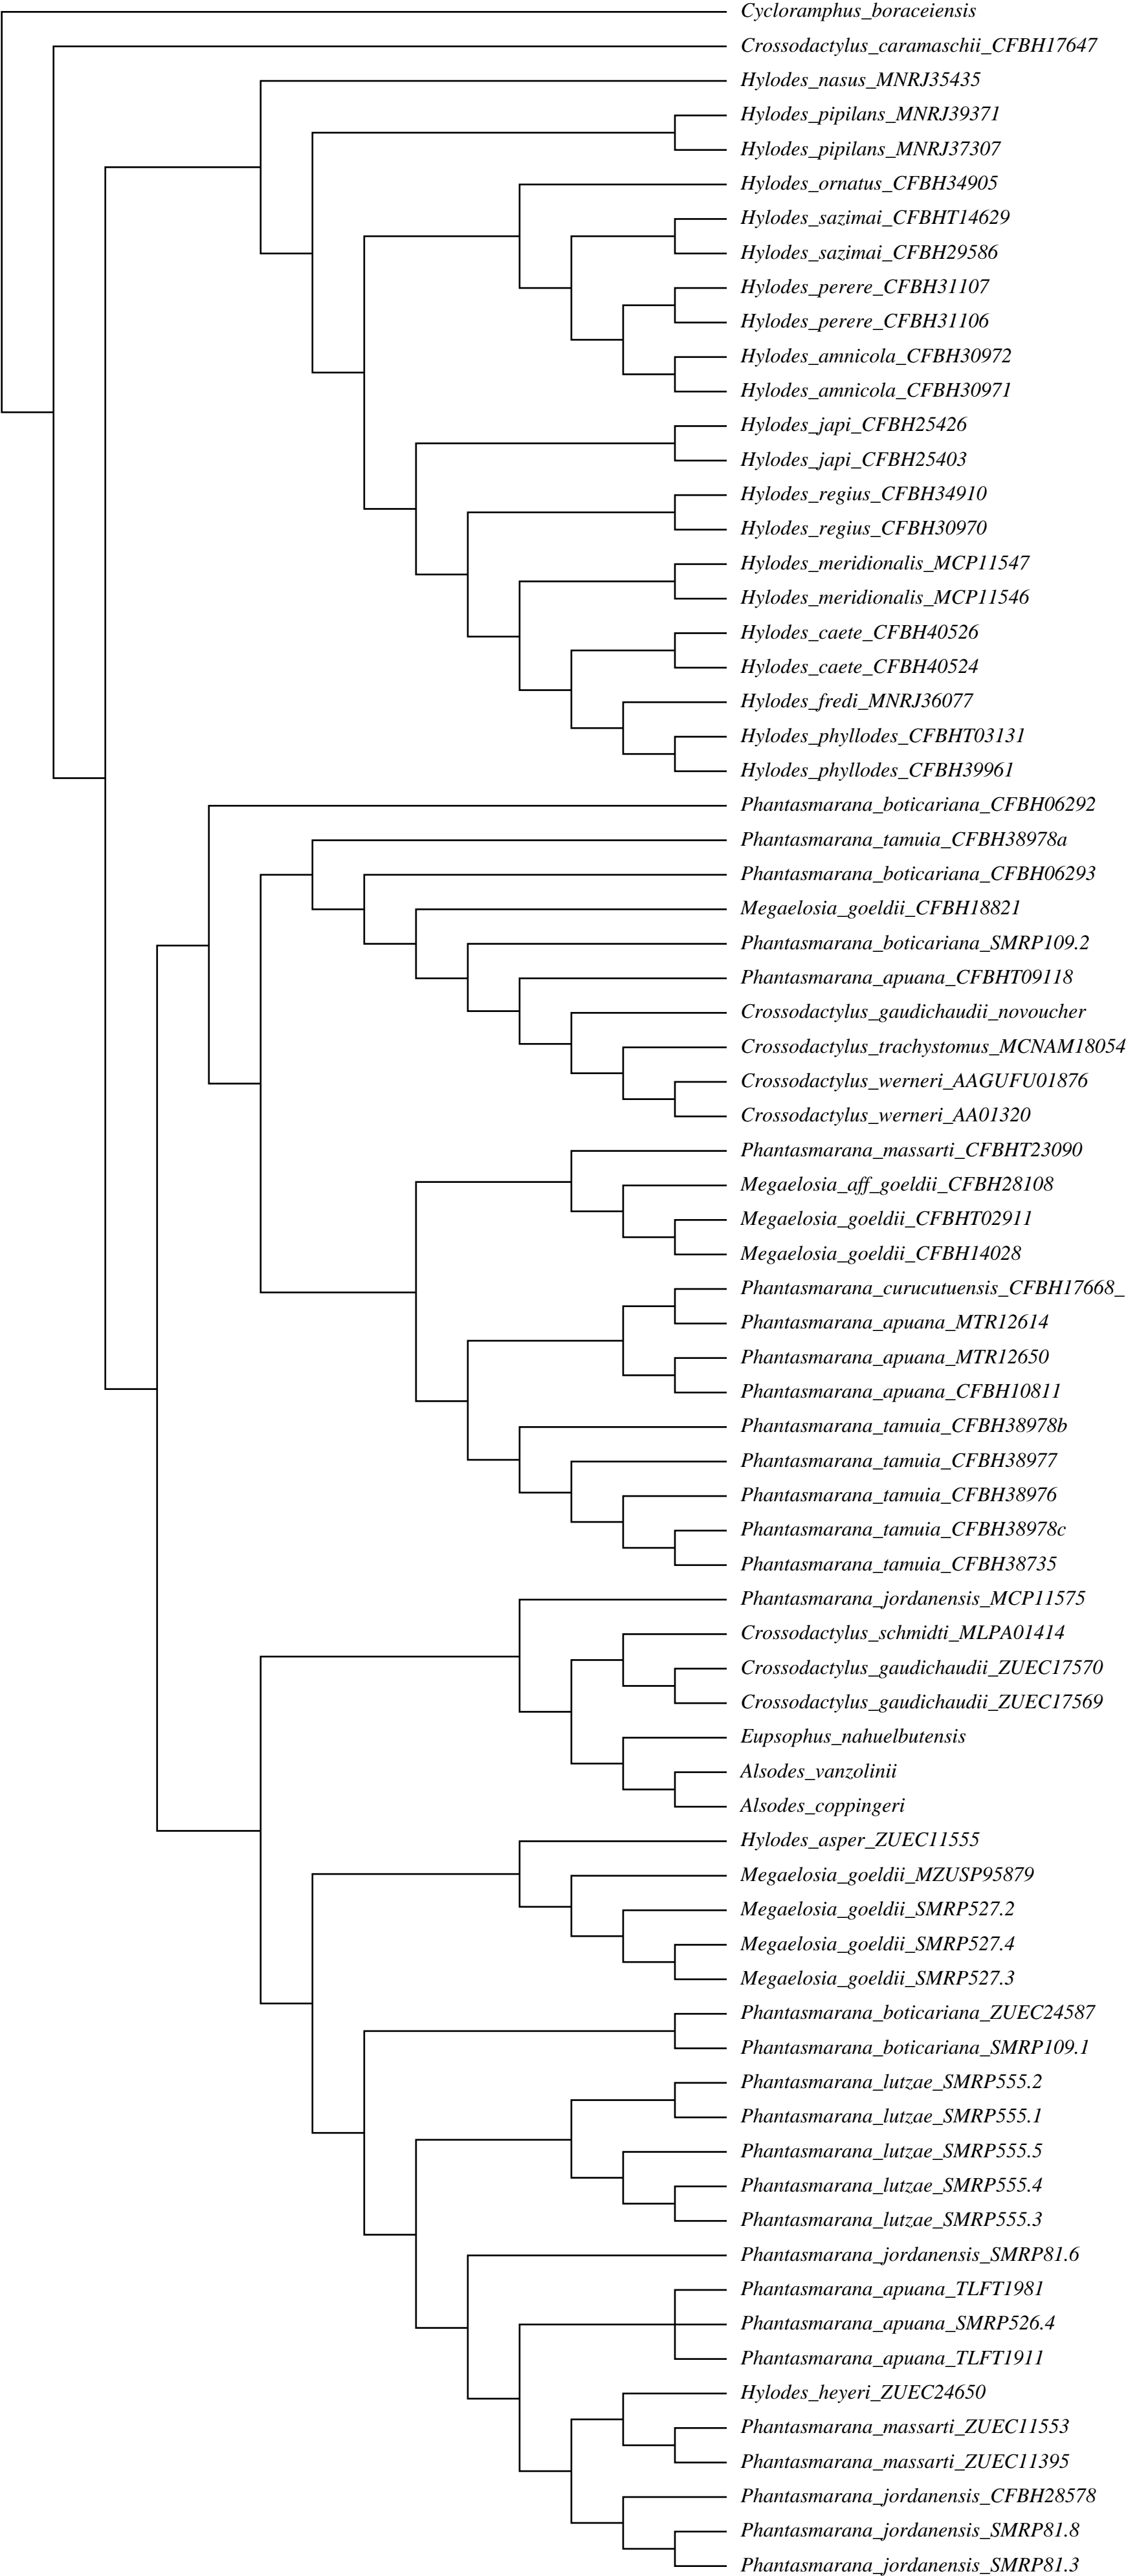 Cycloramphus_boraceiensis
Crossodactylus_caramaschii_CFBH17647
Hylodes_nasus_MNRJ35435
Hylodes_pipilans_MNRJ39371
Hylodes_pipilans_MNRJ37307
Hylodes_ornatus_CFBH34905
Hylodes_sazimai_CFBHT14629
Hylodes_sazimai_CFBH29586
Hylodes_perere_CFBH31107
Hylodes_perere_CFBH31106
Hylodes_amnicola_CFBH30972
Hylodes_amnicola_CFBH30971
Hylodes_japi_CFBH25426
Hylodes_japi_CFBH25403
Hylodes_regius_CFBH34910
Hylodes_regius_CFBH30970
Hylodes_meridionalis_MCP11547
Hylodes_meridionalis_MCP11546
Hylodes_caete_CFBH40526
Hylodes_caete_CFBH40524
Hylodes_fredi_MNRJ36077
Hylodes_phyllodes_CFBHT03131
Hylodes_phyllodes_CFBH39961
Phantasmarana_boticariana_CFBH06292
Phantasmarana_tamuia_CFBH38978a
Phantasmarana_boticariana_CFBH06293
Megaelosia_goeldii_CFBH18821
Phantasmarana_boticariana_SMRP109.2
Phantasmarana_apuana_CFBHT09118
Crossodactylus_gaudichaudii_novoucher
Crossodactylus_trachystomus_MCNAM18054
Crossodactylus_werneri_AAGUFU01876
Crossodactylus_werneri_AA01320
Phantasmarana_massarti_CFBHT23090
Megaelosia_aff_goeldii_CFBH28108
Megaelosia_goeldii_CFBHT02911
Megaelosia_goeldii_CFBH14028
Phantasmarana_curucutuensis_CFBH17668_
Phantasmarana_apuana_MTR12614
Phantasmarana_apuana_MTR12650
Phantasmarana_apuana_CFBH10811
Phantasmarana_tamuia_CFBH38978b
Phantasmarana_tamuia_CFBH38977
Phantasmarana_tamuia_CFBH38976
Phantasmarana_tamuia_CFBH38978c
Phantasmarana_tamuia_CFBH38735
Phantasmarana_jordanensis_MCP11575
Crossodactylus_schmidti_MLPA01414
Crossodactylus_gaudichaudii_ZUEC17570
Crossodactylus_gaudichaudii_ZUEC17569
Eupsophus_nahuelbutensis
Alsodes_vanzolinii
Alsodes_coppingeri
Hylodes_asper_ZUEC11555
Megaelosia_goeldii_MZUSP95879
Megaelosia_goeldii_SMRP527.2
Megaelosia_goeldii_SMRP527.4
Megaelosia_goeldii_SMRP527.3
Phantasmarana_boticariana_ZUEC24587
Phantasmarana_boticariana_SMRP109.1
Phantasmarana_lutzae_SMRP555.2
Phantasmarana_lutzae_SMRP555.1
Phantasmarana_lutzae_SMRP555.5
Phantasmarana_lutzae_SMRP555.4
Phantasmarana_lutzae_SMRP555.3
Phantasmarana_jordanensis_SMRP81.6
Phantasmarana_apuana_TLFT1981
Phantasmarana_apuana_SMRP526.4
Phantasmarana_apuana_TLFT1911
Hylodes_heyeri_ZUEC24650
Phantasmarana_massarti_ZUEC11553
Phantasmarana_massarti_ZUEC11395
Phantasmarana_jordanensis_CFBH28578
Phantasmarana_jordanensis_SMRP81.8
Phantasmarana_jordanensis_SMRP81.3